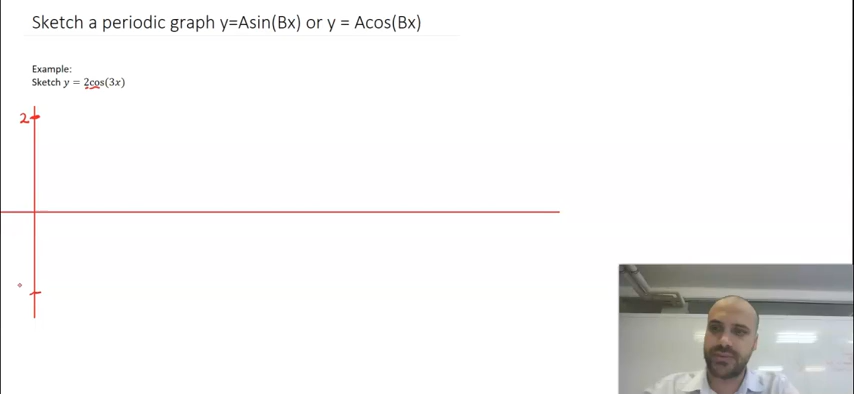 Sketch a periodic graph y=Asin(Bx) or y = Acos(Bx)
Example:
Sketch y = 2cos(3x)
2